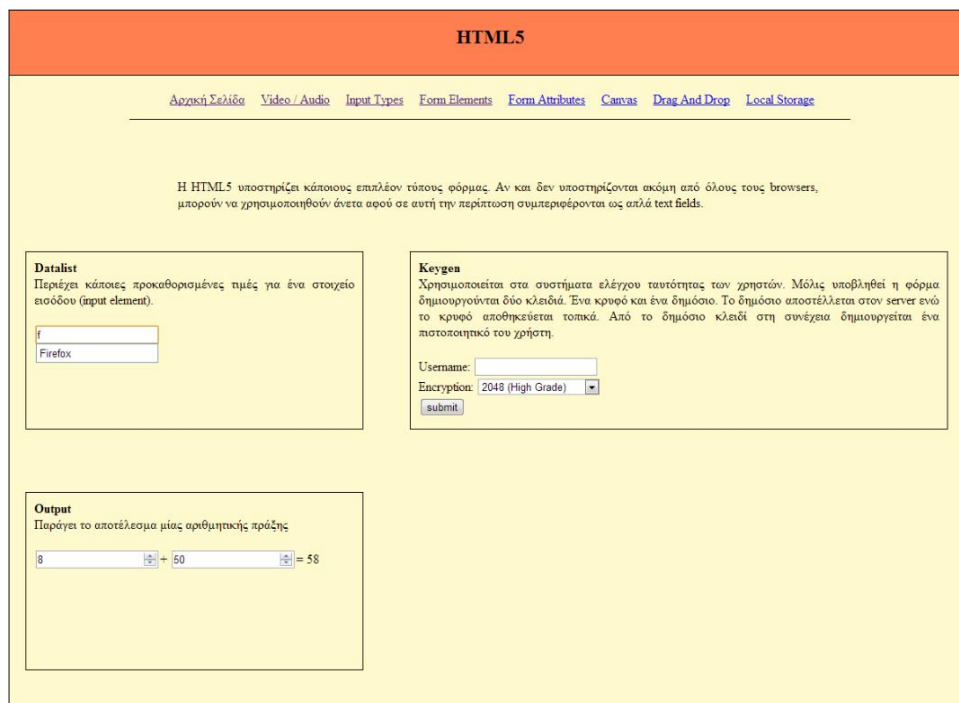 HTML5
Αρχική Σελίδα Video / Audio Input Types Form Elements Form Attributes Canvas Drag And Drop Local Storage
Η HTML5 υποστηρίζει κάποιους επιπλέον τύπους φόρμας. Αν και δεν υποστηρίζονται ακόμη από όλους τους browsers,
μπορούν να χρησιμοποιηθούν άνετα αφού σε αυτή την περίπτωση συμπεριφέρονται ως απλά text fields.
Datalist
Περιέχει κάποιες προκαθορισμένες τιμές για ένα στοιχείο
εισόδου (input element).
f
Firefox
Keygen
Χρησιμοποιείται στα συστήματα ελέγχου ταυτότητας των χρηστών. Μόλις υποβληθεί η φόρμα
δημιουργούνται δύο κλειδιά. Ένα κρυφό και ένα δημόσιο. Το δημόσιο αποστέλλεται στον server ενώ
το κρυφό αποθηκεύεται τοπικά. Από το δημόσιο κλειδί στη συνέχεια δημιουργείται ένα
πιστοποιητικό του χρήστη.
Username:
Encryption: 2048 (High Grade)
submit
Output
Παράγει το αποτέλεσμα μίας αριθμητικής πράξης
8 + 50 = 58